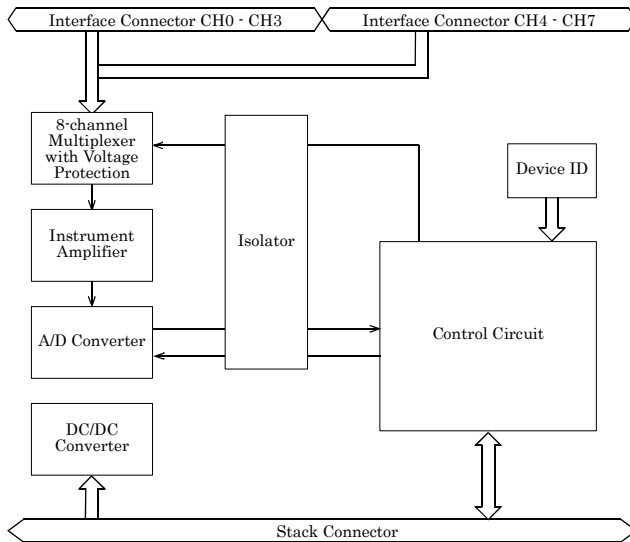 Interface Connector CH0 - CH3
Interface Connector CH4 - CH7
8-channel
Multiplexer
with Voltage
Protection
Device ID
Instrument
Amplifier
Isolator
A/D Converter
Control Circuit
DC/DC
Converter
Stack Connector